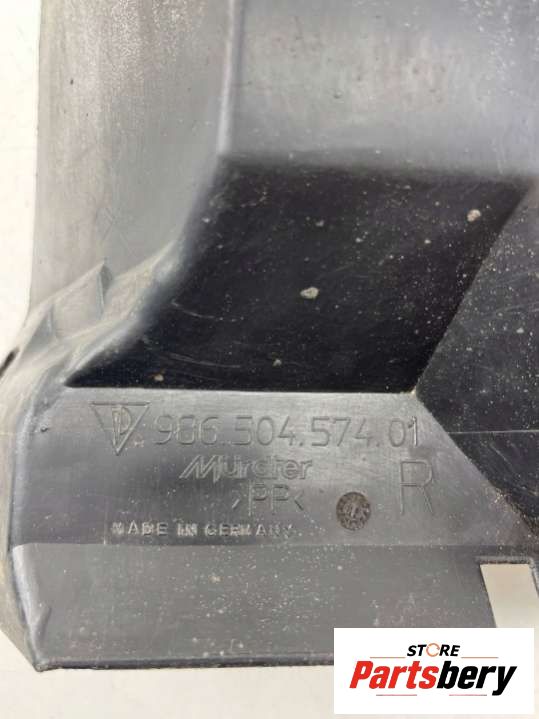 986.504.574.01
Mürdter
>PP< R
MADE IN GERMANY
STORE
Partsbery